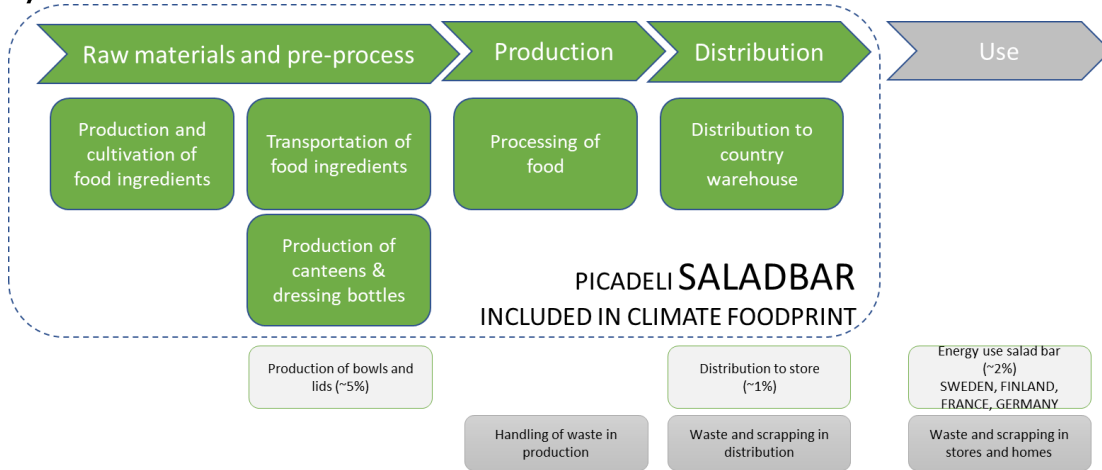 Raw materials and pre-process
Production
Distribution
Use
Production and
cultivation of
food ingredients
Transportation of
food ingredients
Processing of
food
Distribution to
country
warehouse
Production of
canteens &
dressing bottles
PICADELI SALADBAR
INCLUDED IN CLIMATE FOODPRINT
Production of bowls and
lids (~5%)
Distribution to store
(~1%)
Energy use salad bar
(~2%)
SWEDEN, FINLAND,
FRANCE, GERMANY
Handling of waste in
production
Waste and scrapping in
distribution
Waste and scrapping in
stores and homes